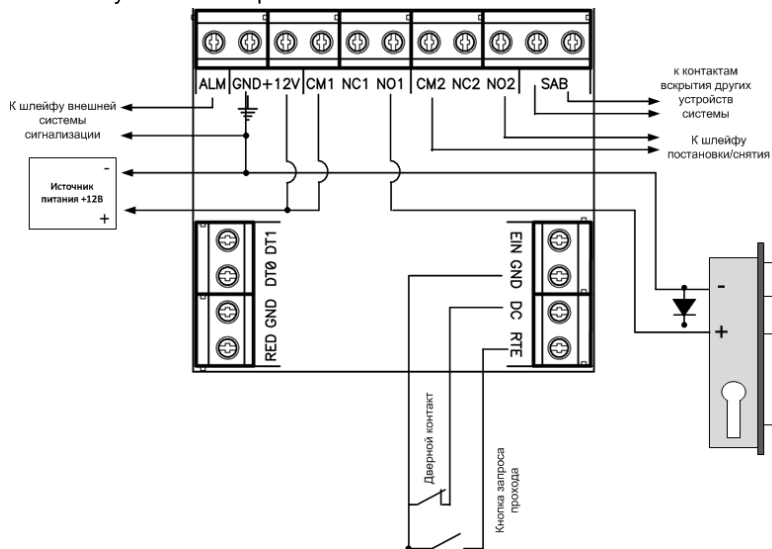 ALM GND +12V CM1 NC1 NO1 CM2 NC2 NO2 SAB
К шлейфу внешней
системы
сигнализации
к контактам
вскрытия других
устройств
системы
К шлейфу
постановки/снятия
-
Источник
питания +12В
+
DT0 DT1
RED GND
EIN GND
DC
RTE
-
+
Дверной контакт
Кнопка запроса
прохода